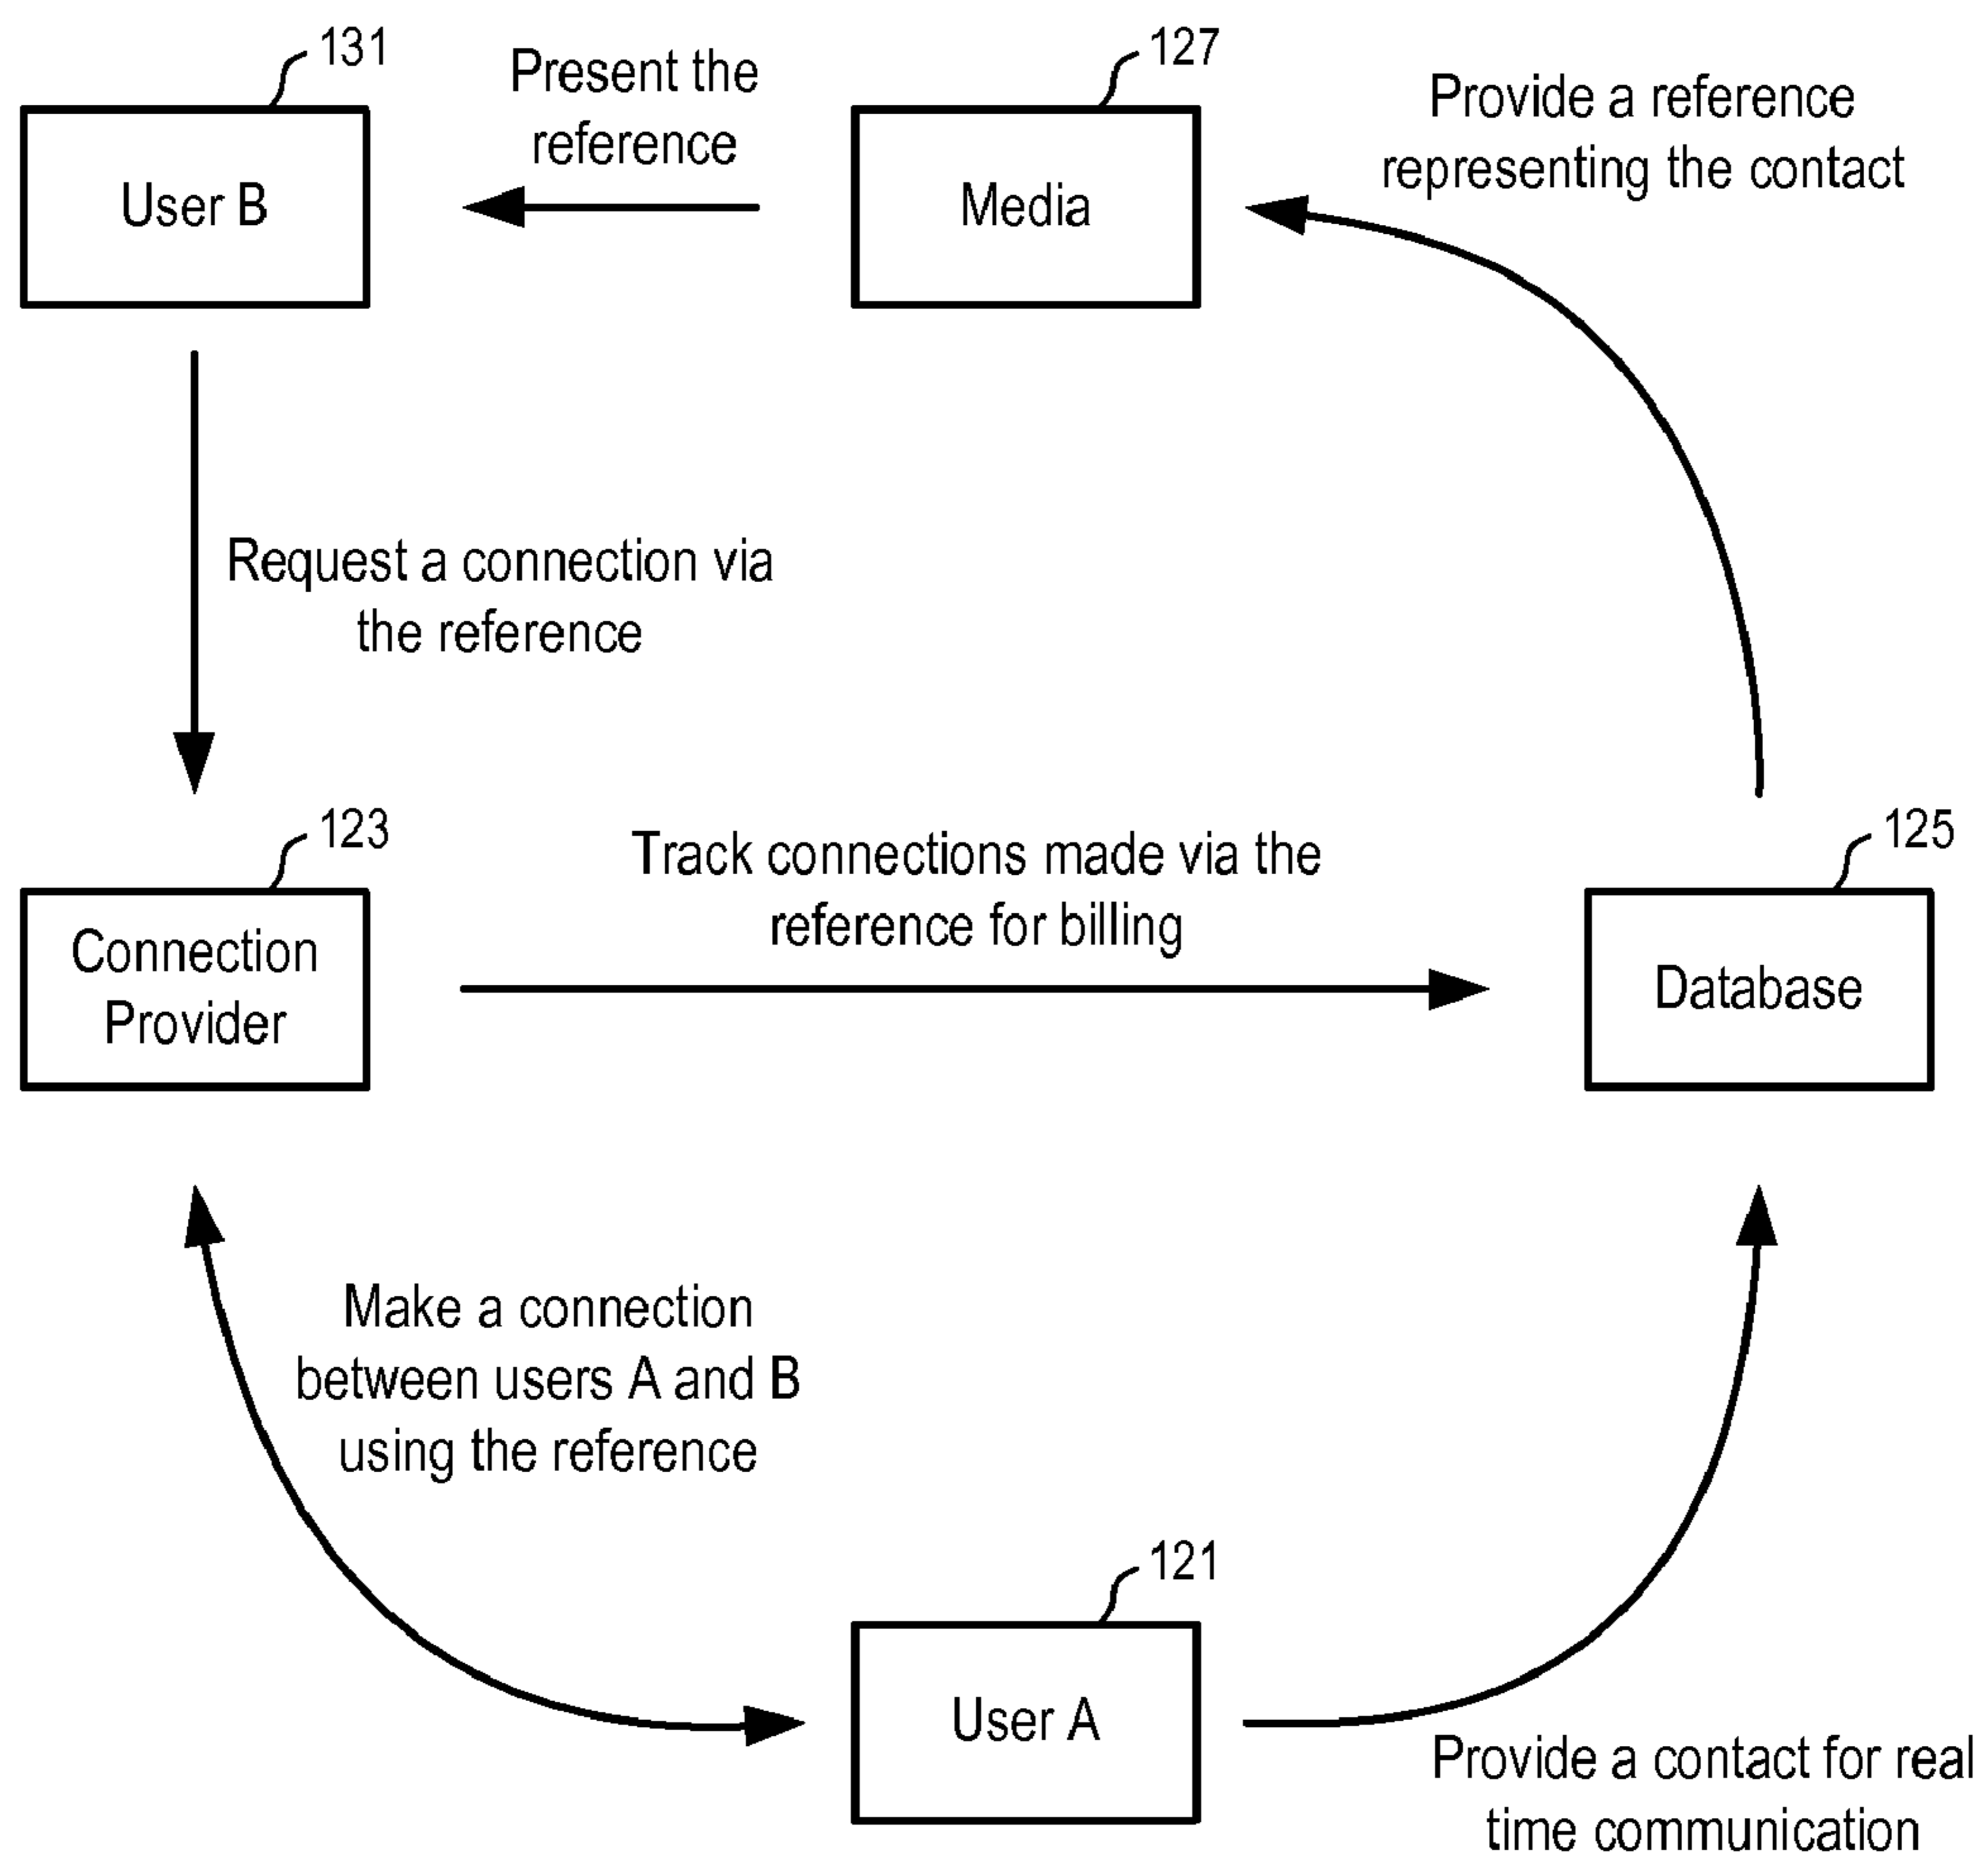 131
Present the
reference
127
Provide a reference
representing the contact
User B
Media
Request a connection via
the reference
123
Track connections made via the
reference for billing
125
Connection
Provider
Database
Make a connection
between users A and B
using the reference
121
User A
Provide a contact for real
time communication